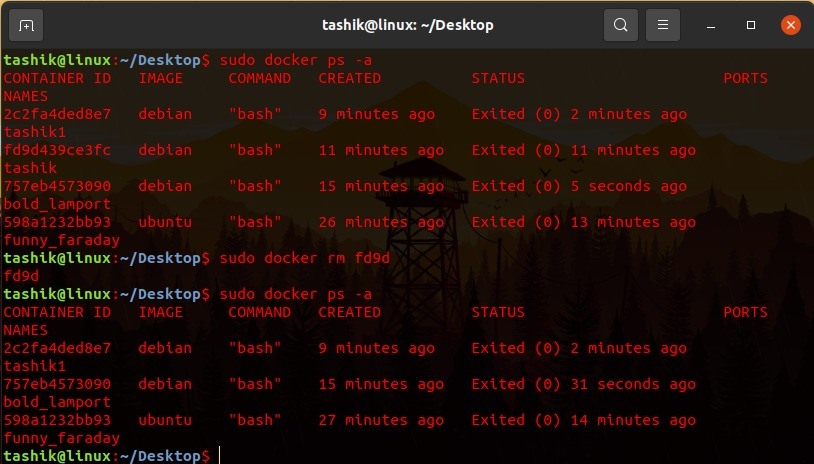 tashik@linux: ~/Desktop
tashik@linux:~/Desktop$ sudo docker ps -a
CONTAINER ID   IMAGE     COMMAND   CREATED          STATUS                      PORTS
NAMES
2c2fa4ded8e7   debian    "bash"    9 minutes ago    Exited (0) 2 minutes ago
tashik1
fd9d439ce3fc   debian    "bash"    11 minutes ago   Exited (0) 11 minutes ago
tashik
757eb4573090   debian    "bash"    15 minutes ago   Exited (0) 5 seconds ago
bold_lamport
598a1232bb93   ubuntu    "bash"    26 minutes ago   Exited (0) 13 minutes ago
funny_faraday
tashik@linux:~/Desktop$ sudo docker rm fd9d
fd9d
tashik@linux:~/Desktop$ sudo docker ps -a
CONTAINER ID   IMAGE     COMMAND   CREATED          STATUS                      PORTS
NAMES
2c2fa4ded8e7   debian    "bash"    9 minutes ago    Exited (0) 2 minutes ago
tashik1
757eb4573090   debian    "bash"    15 minutes ago   Exited (0) 31 seconds ago
bold_lamport
598a1232bb93   ubuntu    "bash"    27 minutes ago   Exited (0) 14 minutes ago
funny_faraday
tashik@linux:~/Desktop$